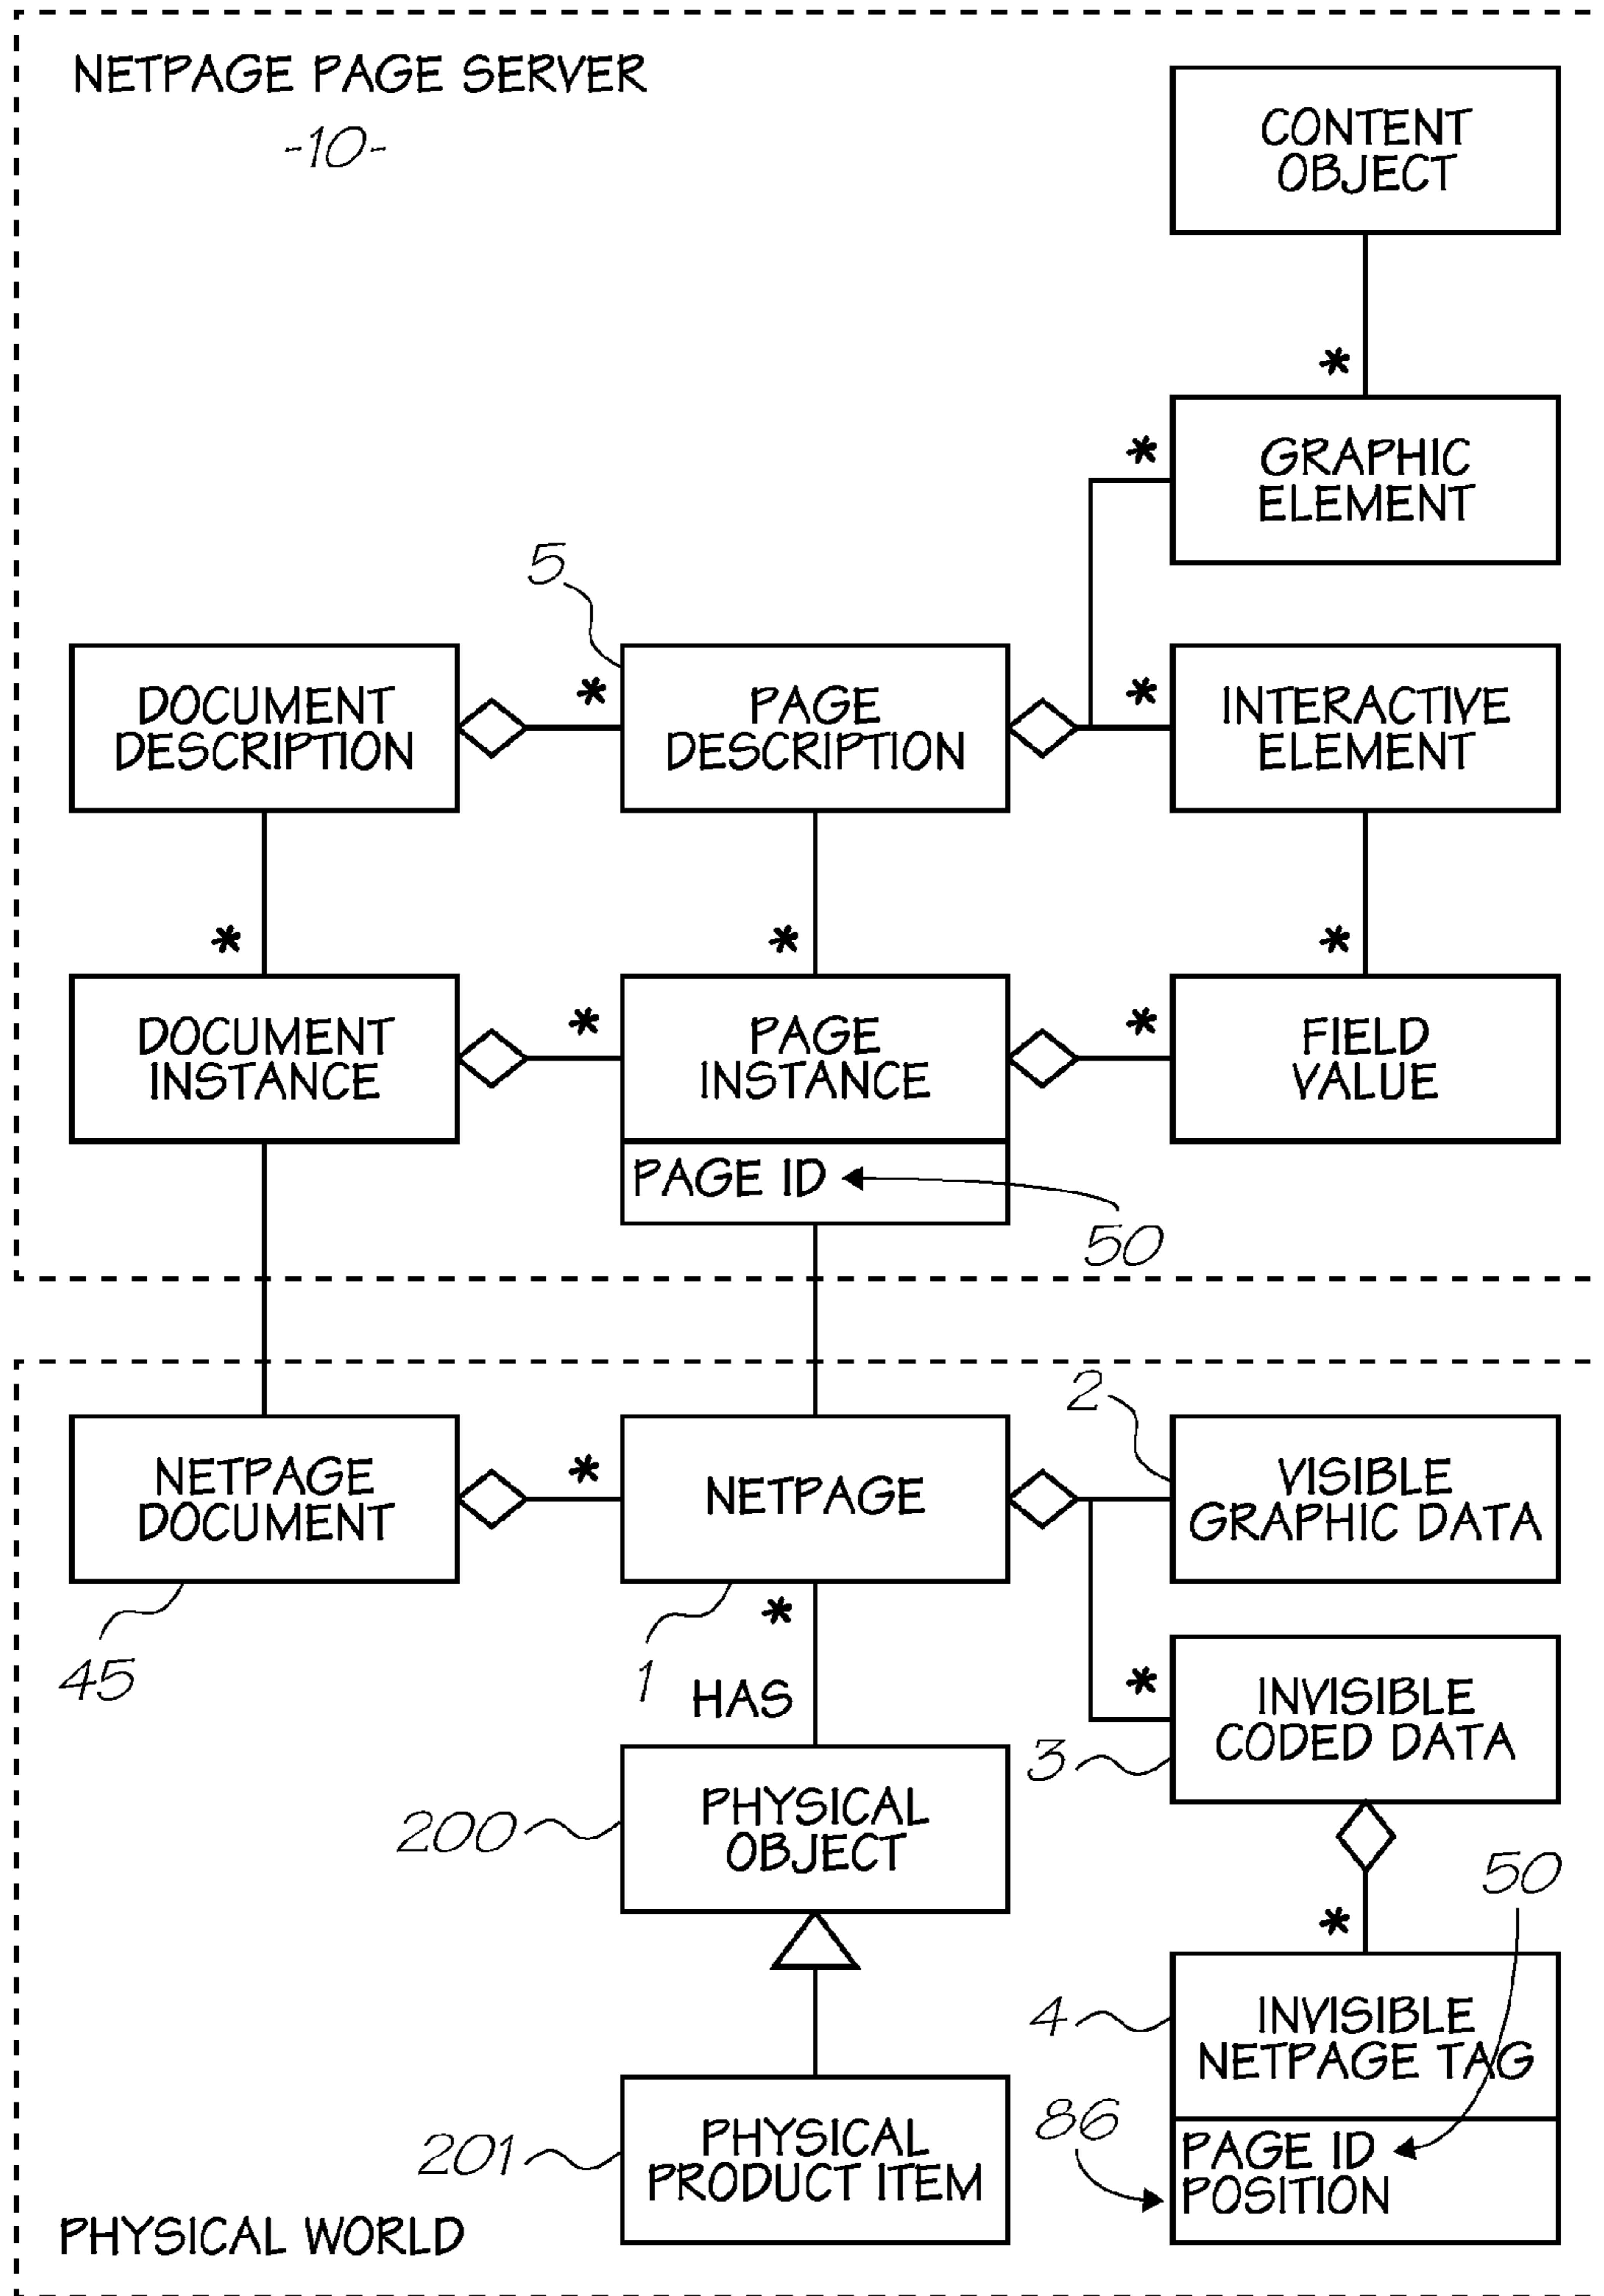 NETPAGE PAGE SERVER
-10-
CONTENT
OBJECT
*
*
GRAPHIC
ELEMENT
5
DOCUMENT
DESCRIPTION
*
PAGE
DESCRIPTION
*
INTERACTIVE
ELEMENT
*
*
*
DOCUMENT
INSTANCE
*
PAGE
INSTANCE
PAGE ID
50
*
FIELD
VALUE
NETPAGE
DOCUMENT
45
*
NETPAGE
1
2
VISIBLE
GRAPHIC DATA
*
HAS
*
3
INVISIBLE
CODED DATA
200
PHYSICAL
OBJECT
*
50
4
INVISIBLE
NETPAGE TAG
86
PAGE ID
POSITION
201
PHYSICAL
PRODUCT ITEM
PHYSICAL WORLD